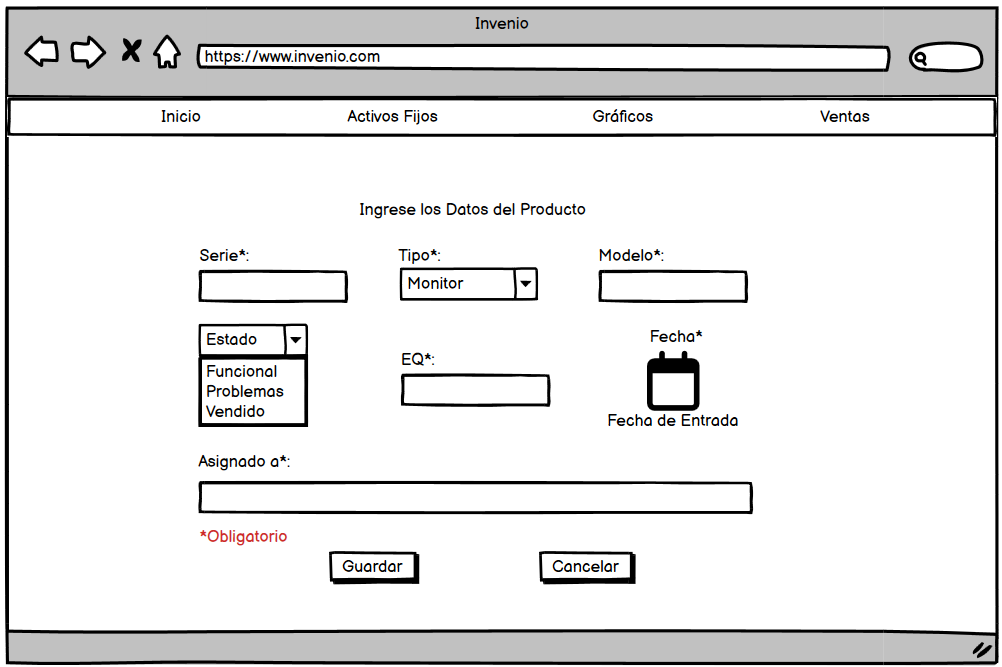 Invenio
https://www.invenio.com
Inicio Activos Fijos Gráficos Ventas
Ingrese los Datos del Producto
Serie*: Tipo*: Modelo*:
Monitor
Estado
Funcional
Problemas
Vendido
EQ*:
Fecha*
Fecha de Entrada
Asignado a*:
*Obligatorio
Guardar Cancelar